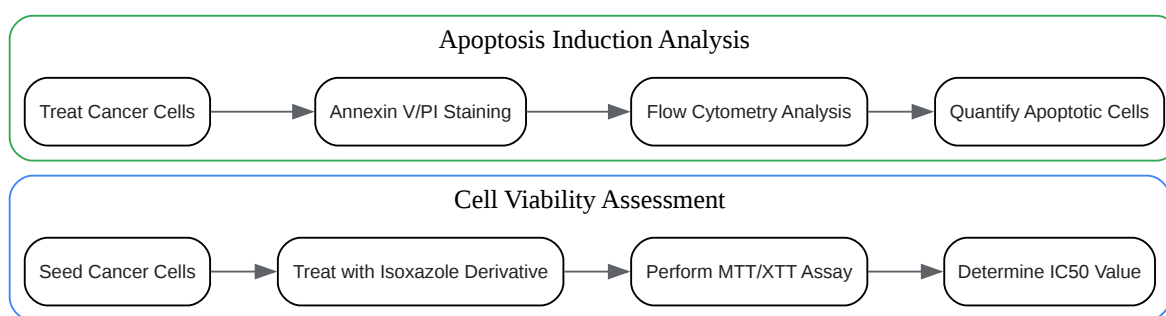 Apoptosis Induction Analysis
Treat Cancer Cells
Annexin V/PI Staining
Flow Cytometry Analysis
Quantify Apoptotic Cells
Cell Viability Assessment
Seed Cancer Cells
Treat with Isoxazole Derivative
Perform MTT/XTT Assay
Determine IC50 Value